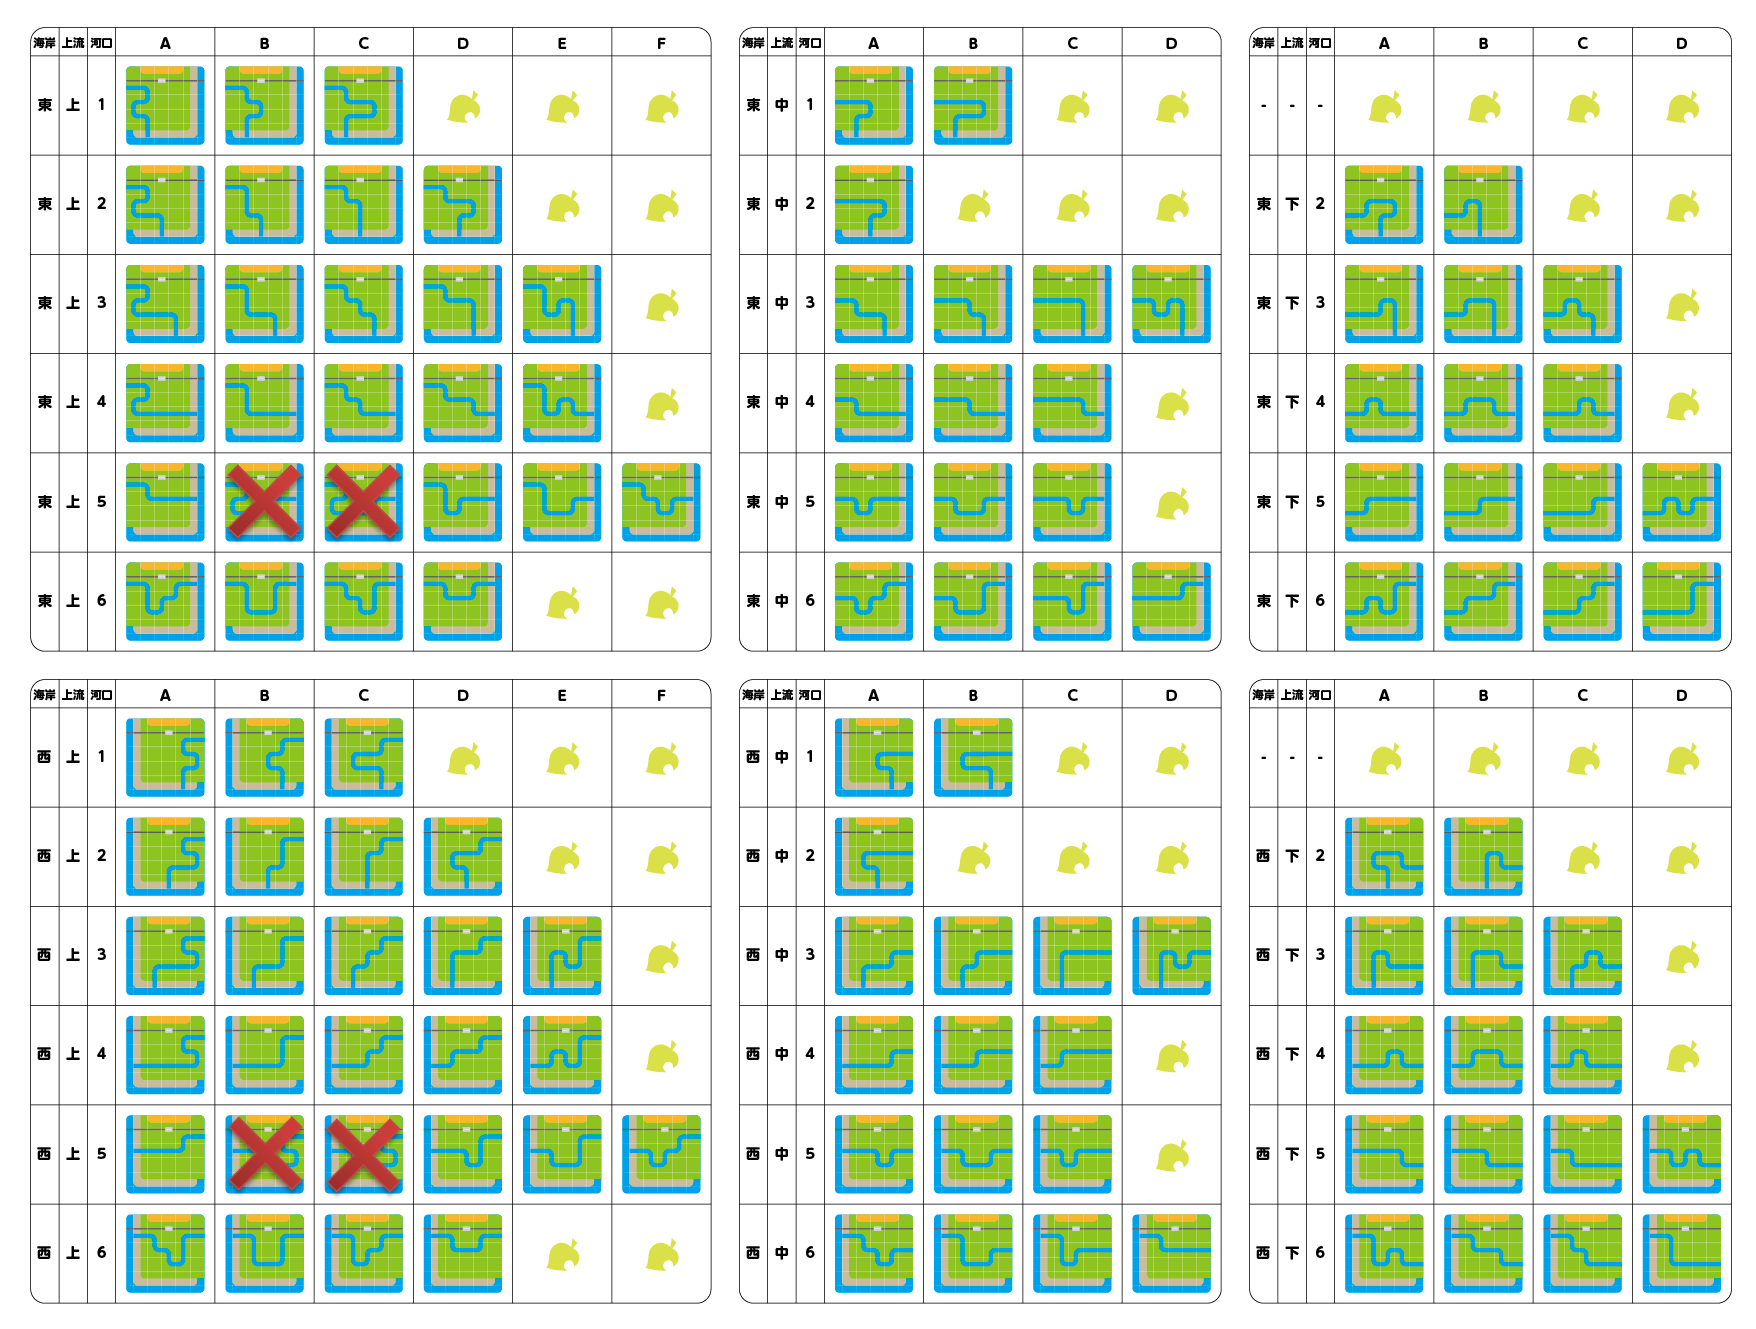 海岸 上流 河口 A B C D E F
東 上 1
東 上 2
東 上 3
東 上 4
東 上 5
東 上 6
海岸 上流 河口 A B C D
東 中 1
東 中 2
東 中 3
東 中 4
東 中 5
東 中 6
海岸 上流 河口 A B C D
- - -
東 下 2
東 下 3
東 下 4
東 下 5
東 下 6
海岸 上流 河口 A B C D E F
西 上 1
西 上 2
西 上 3
西 上 4
西 上 5
西 上 6
海岸 上流 河口 A B C D
西 中 1
西 中 2
西 中 3
西 中 4
西 中 5
西 中 6
海岸 上流 河口 A B C D
- - -
西 下 2
西 下 3
西 下 4
西 下 5
西 下 6